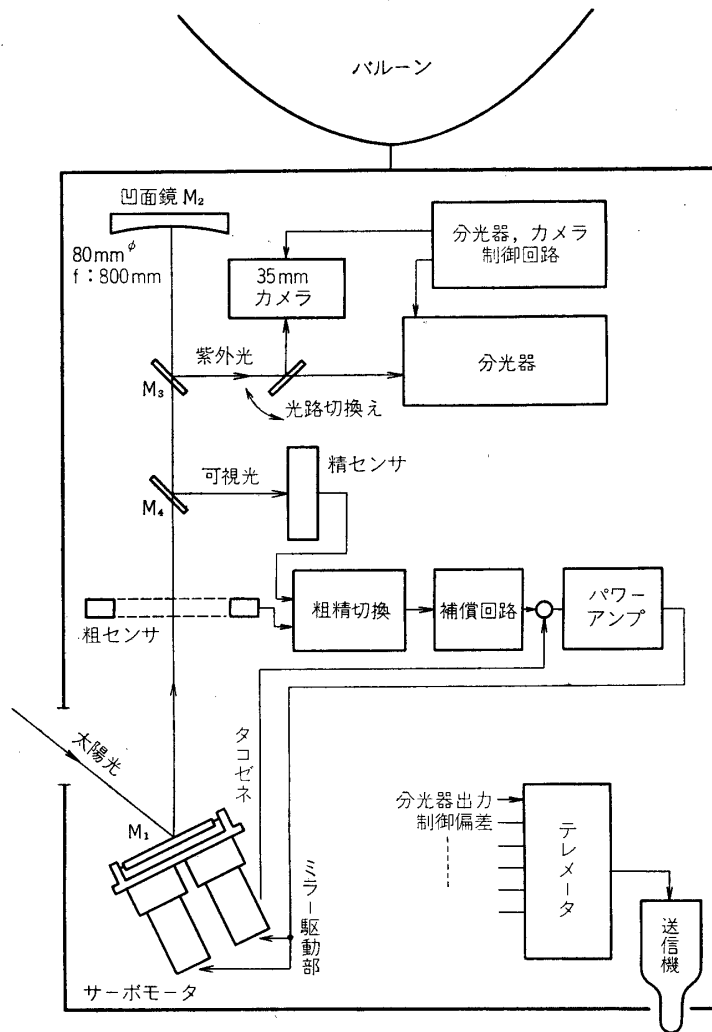 バルーン
凹面鏡 M₂
80mmφ
f：800mm
35mm
カメラ
分光器，カメラ
制御回路
紫外光
分光器
M₃
光路切換え
精センサ
可視光
M₄
粗精切換
補償回路
パワー
アンプ
粗センサ
太陽光
タコゼネ
M₁
分光器出力
制御偏差
テレメータ
ミラー駆動部
送信機
サーボモータ